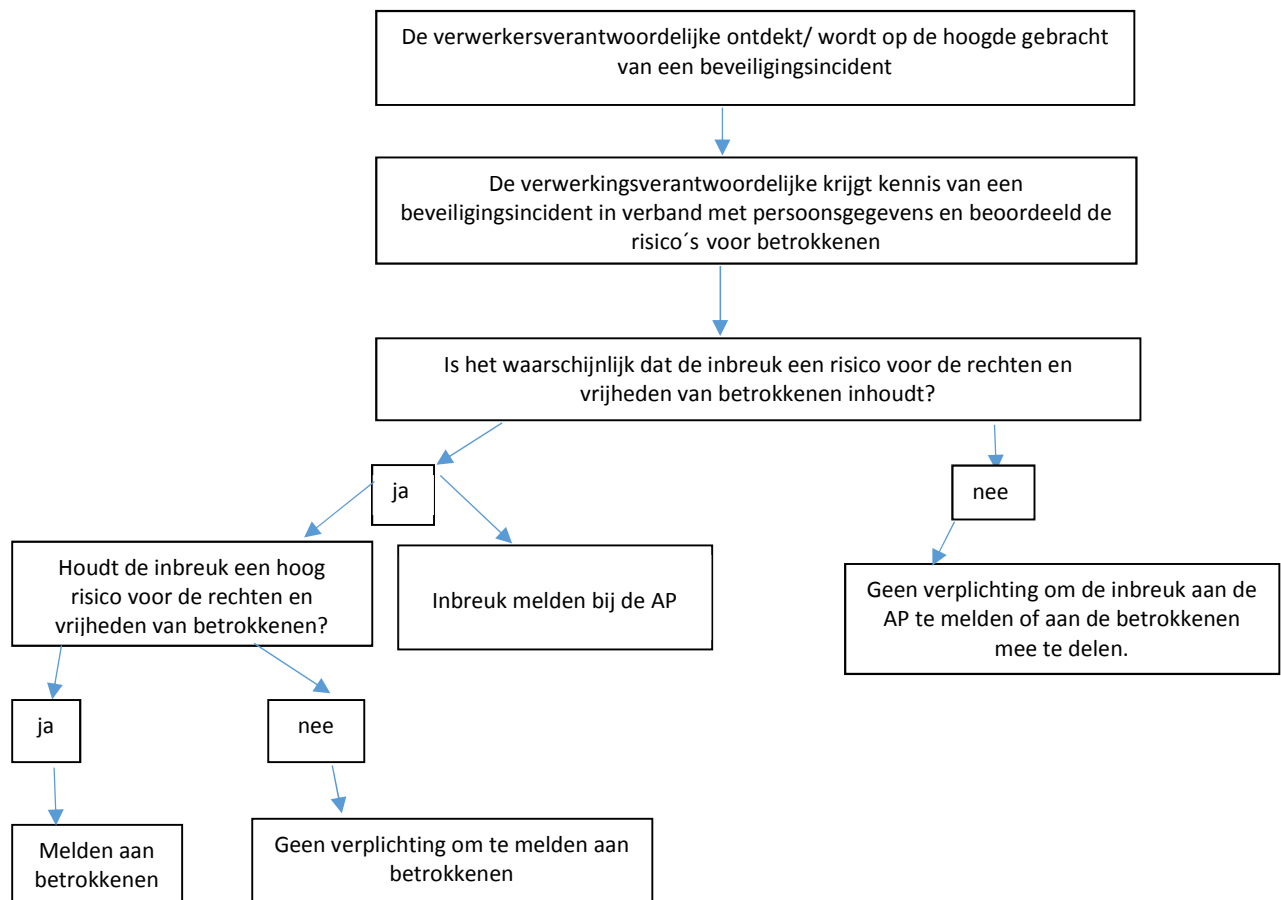 De verwerkersverantwoordelijke ontdekt/ wordt op de hoogde gebracht
van een beveiligingsincident
De verwerkingsverantwoordelijke krijgt kennis van een
beveiligingsincident in verband met persoonsgegevens en beoordeeld de
risico´s voor betrokkenen
Is het waarschijnlijk dat de inbreuk een risico voor de rechten en
vrijheden van betrokkenen inhoudt?
ja
nee
Houdt de inbreuk een hoog
risico voor de rechten en
vrijheden van betrokkenen?
Inbreuk melden bij de AP
Geen verplichting om de inbreuk aan de
AP te melden of aan de betrokkenen
mee te delen.
ja
nee
Melden aan
betrokkenen
Geen verplichting om te melden aan
betrokkenen